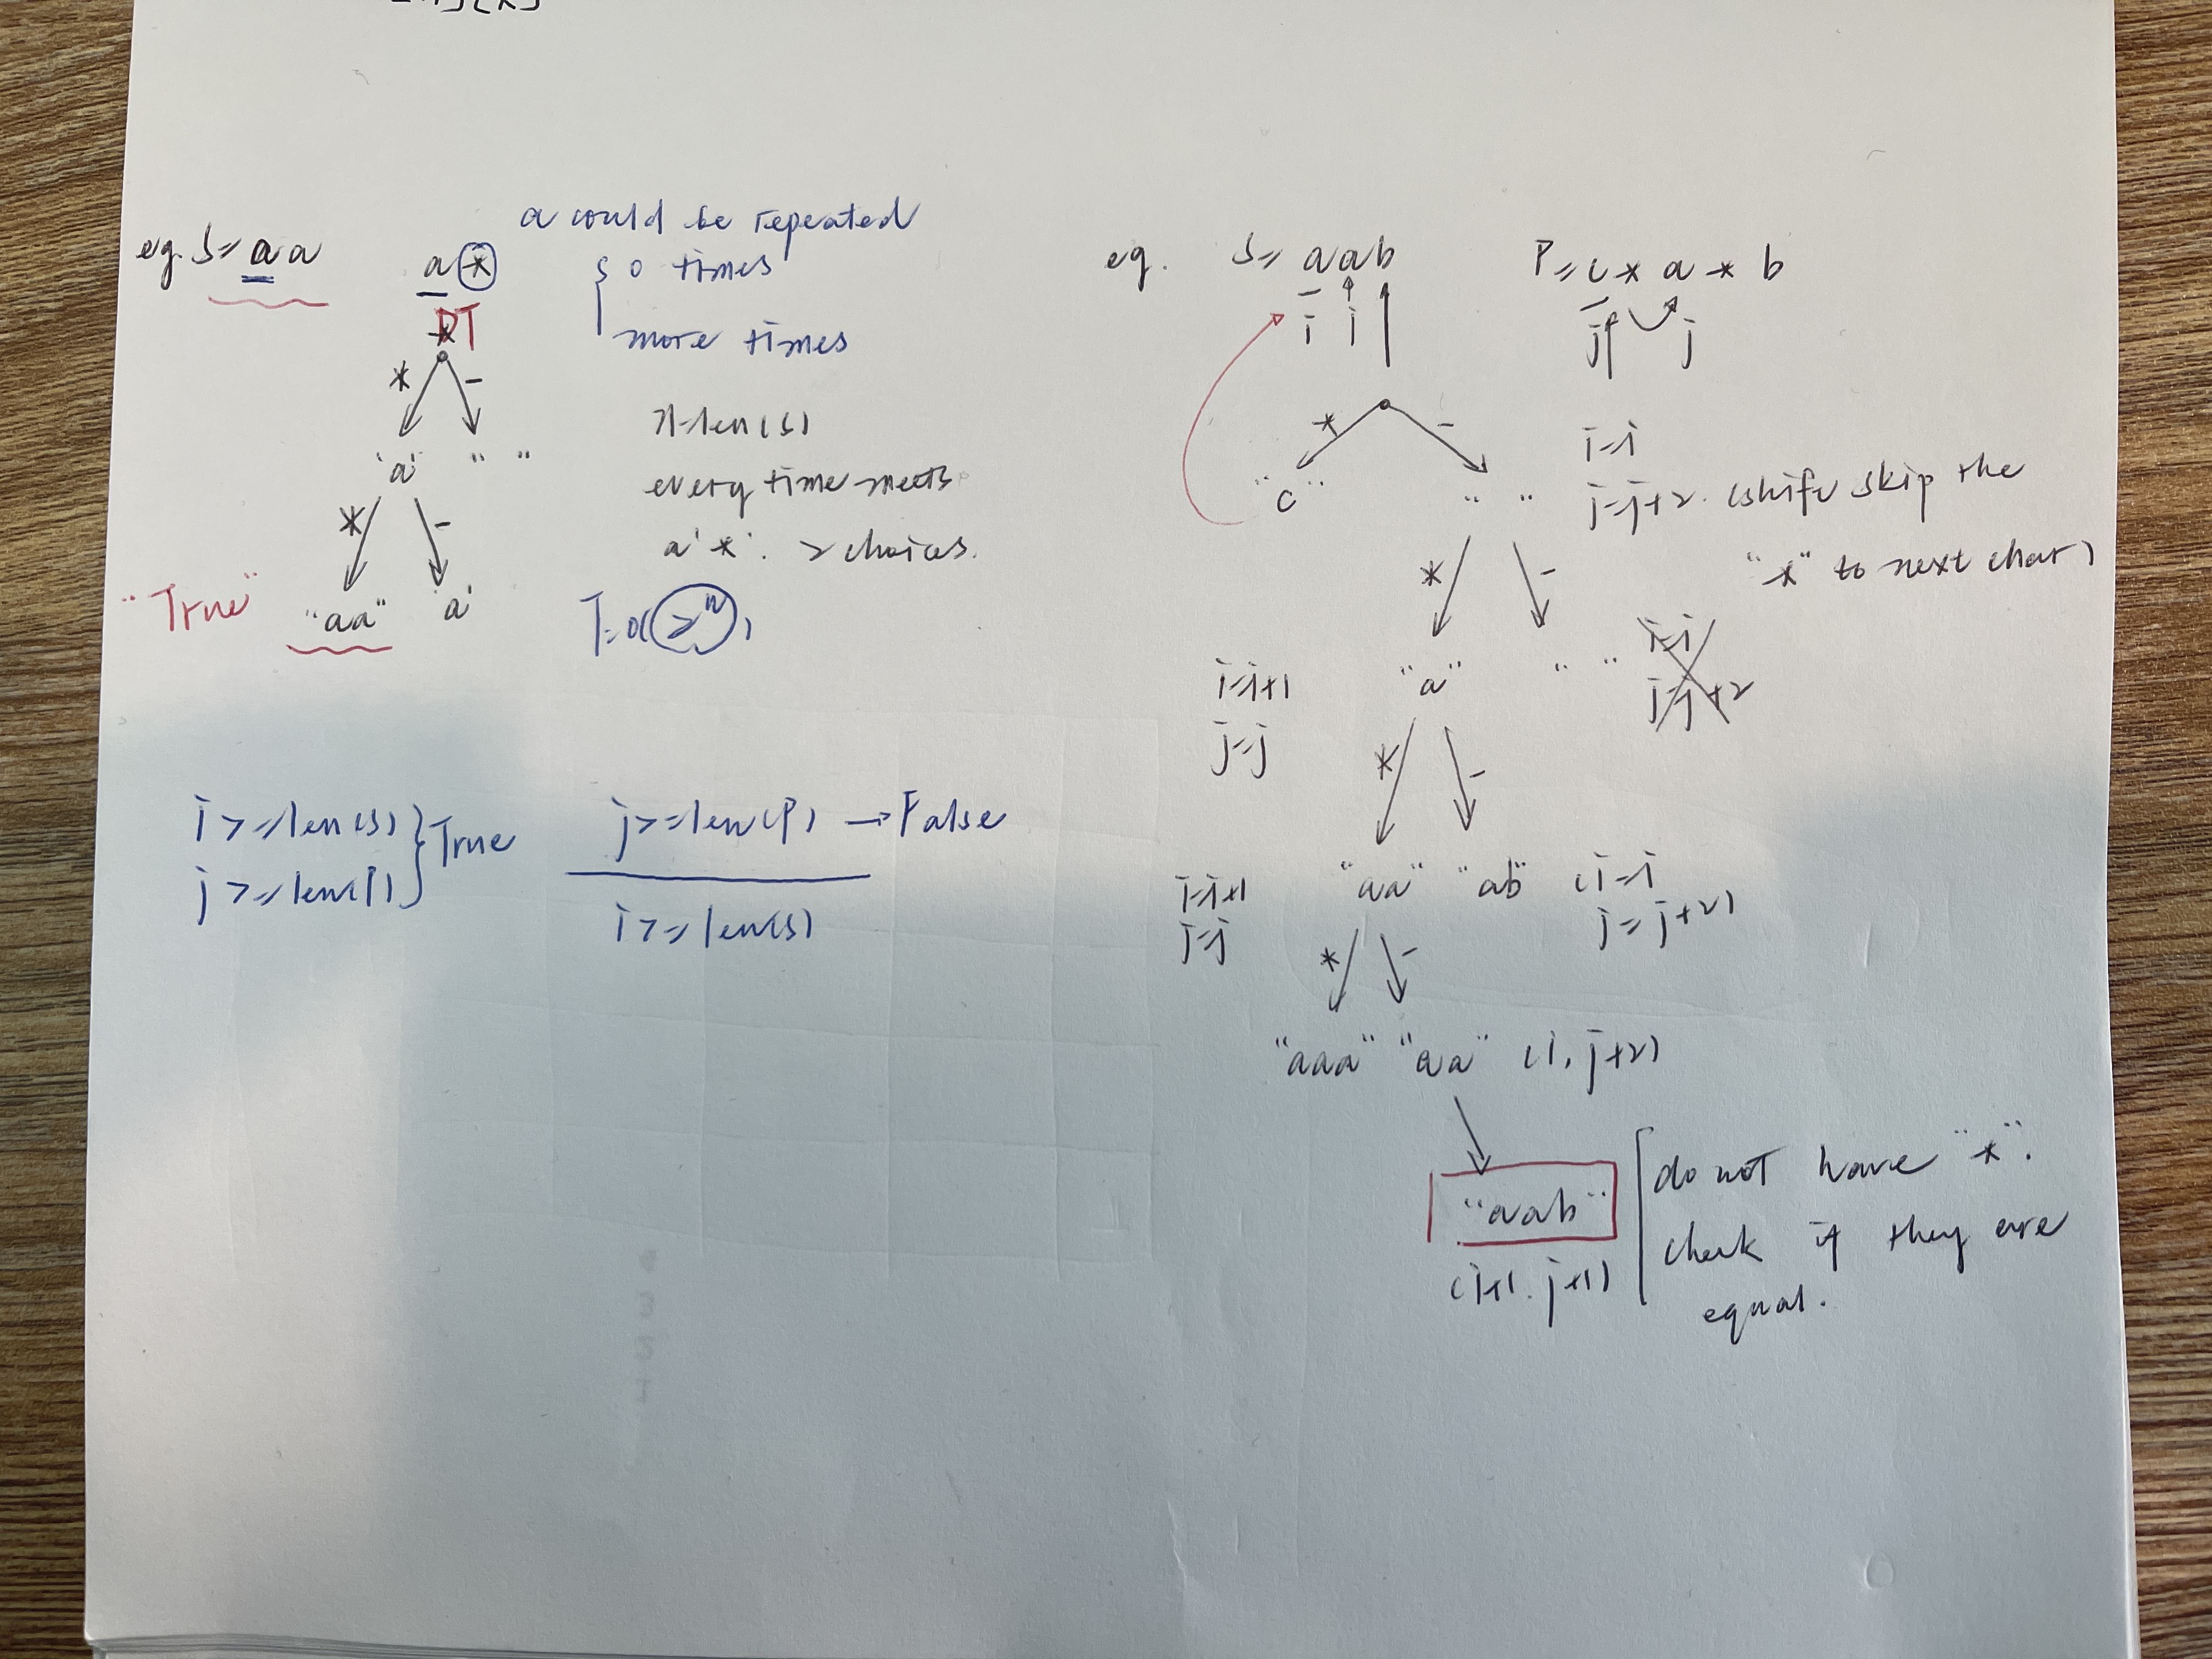 eg. S= aa
a*
a could be repeated
0 times
more times
DT
* -
'a' " "
* -
"True"
"aa" 'a'
n=len(s)
every time meets
a'*'. 2 choices.
T=O(2^n)
i>=len(s)
j>=len(P)
} True
j>=len(P) → False
i>=len(s)
eg. S= aab
P= c*a*b
i i
j j
* -
"c" " "
i=i
j=j+2. (shift skip the
"*" to next char)
* -
i=i+1
j=j
"a" " "
i=i
j=j+2
* -
i=i+1
j=j
"aa" "ab" (i=i
j=j+2)
* -
"aaa" "aa" (i, j+2)
"aab"
(i+1. j+1)
do not have "*".
check if they are
equal.